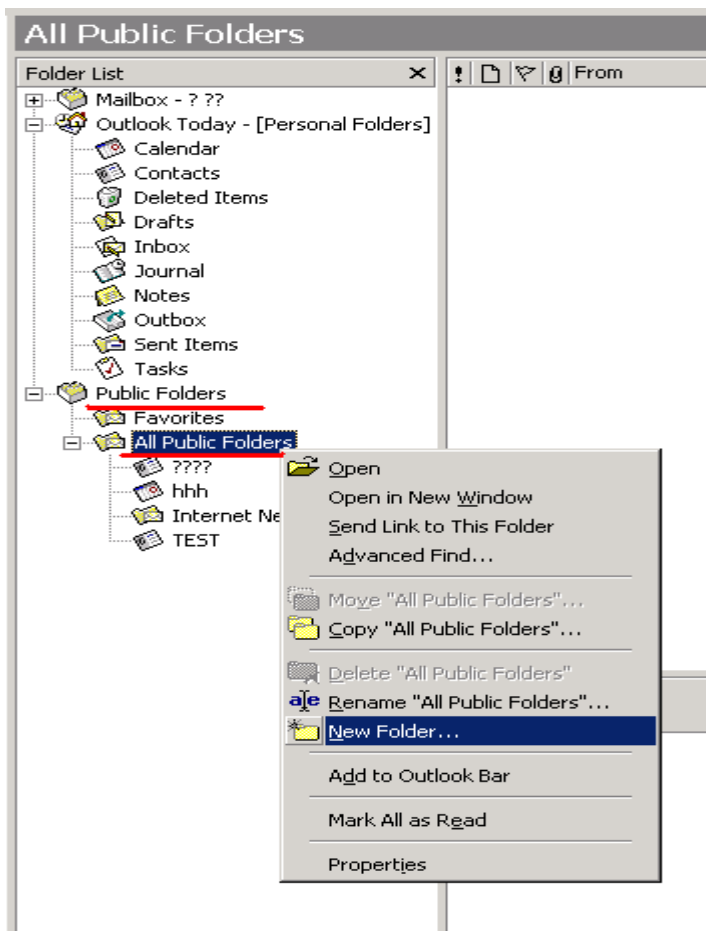 All Public Folders
Folder List
From
Mailbox - ? ??
Outlook Today - [Personal Folders]
Calendar
Contacts
Deleted Items
Drafts
Inbox
Journal
Notes
Outbox
Sent Items
Tasks
Public Folders
Favorites
All Public Folders
????
hhh
Internet Ne
TEST
Open
Open in New Window
Send Link to This Folder
Advanced Find...
Move "All Public Folders"...
Copy "All Public Folders"...
Delete "All Public Folders"
Rename "All Public Folders"...
New Folder...
Add to Outlook Bar
Mark All as Read
Properties